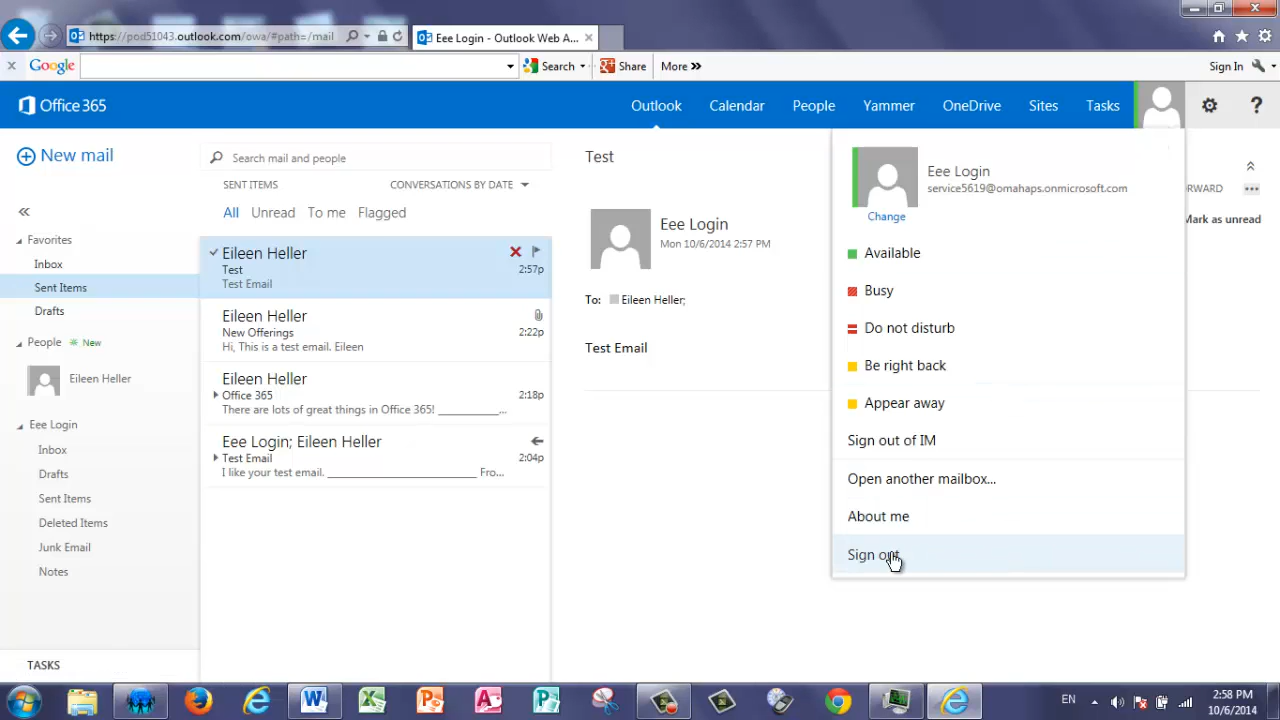 https://pod51043.outlook.com/owa/#path=/mail
Eee Login - Outlook Web A...
Google
Search
Share
More »
Sign In
Office 365
Outlook
Calendar
People
Yammer
OneDrive
Sites
Tasks
?
New mail
Favorites
Inbox
Sent Items
Drafts
People New
Eileen Heller
Eee Login
Inbox
Drafts
Sent Items
Deleted Items
Junk Email
Notes
TASKS
Search mail and people
SENT ITEMS
CONVERSATIONS BY DATE
All Unread To me Flagged
Eileen Heller
Test 2:57p
Test Email
Eileen Heller
New Offerings 2:22p
Hi, This is a test email. Eileen
Eileen Heller
Office 365 2:18p
There are lots of great things in Office 365! __________...
Eee Login; Eileen Heller
Test Email 2:04p
I like your test email. ______________________ Fro...
Test
Eee Login
Mon 10/6/2014 2:57 PM
To: Eileen Heller;
Test Email
ORWARD
Mark as unread
Eee Login
service5619@omahaps.onmicrosoft.com
Change
Available
Busy
Do not disturb
Be right back
Appear away
Sign out of IM
Open another mailbox...
About me
Sign out
EN
2:58 PM
10/6/2014